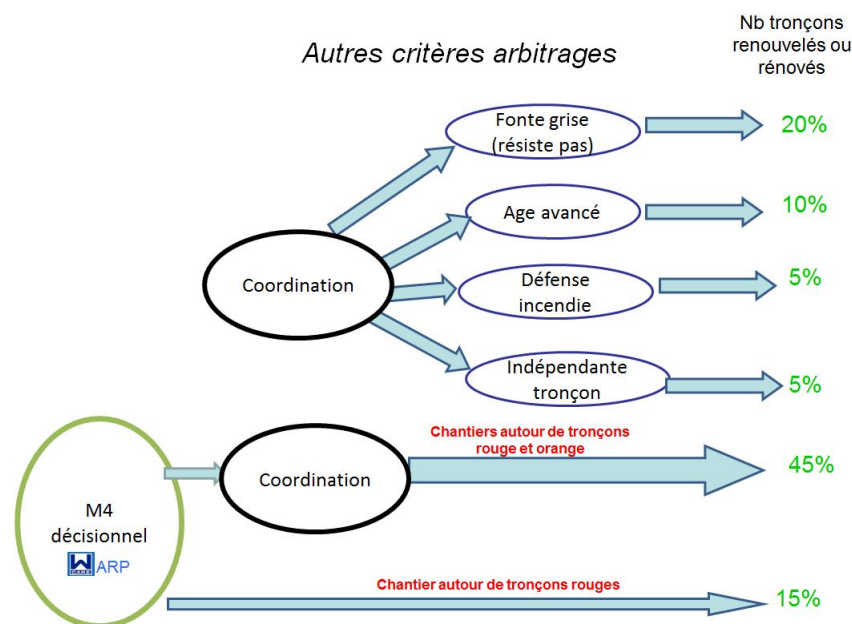 Nb tronçons
renouvelés ou
rénovés
Autres critères arbitrages
Fonte grise
(résiste pas)
20%
Age avancé
10%
Coordination
Défense
incendie
5%
Indépendante
tronçon
5%
Chantiers autour de tronçons
rouge et orange
Coordination
45%
M4
décisionnel
W
CARE
ARP
Chantier autour de tronçons rouges
15%